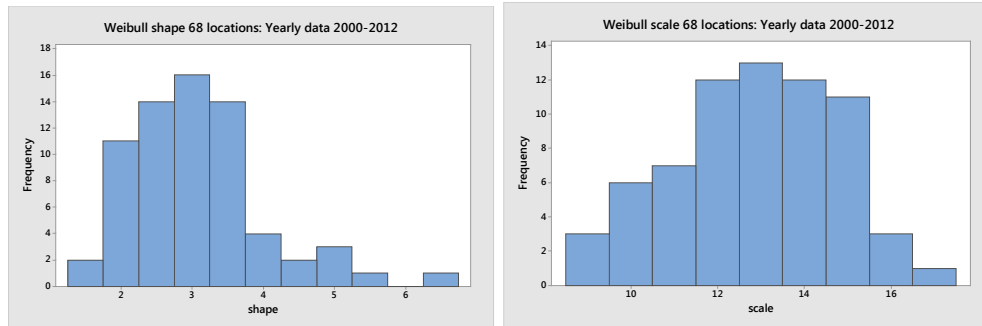 Weibull shape 68 locations: Yearly data 2000-2012
18
16
14
12
10
8
6
4
2
0
Frequency
2 3 4 5 6
shape
Weibull scale 68 locations: Yearly data 2000-2012
14
12
10
8
6
4
2
0
Frequency
10 12 14 16
scale